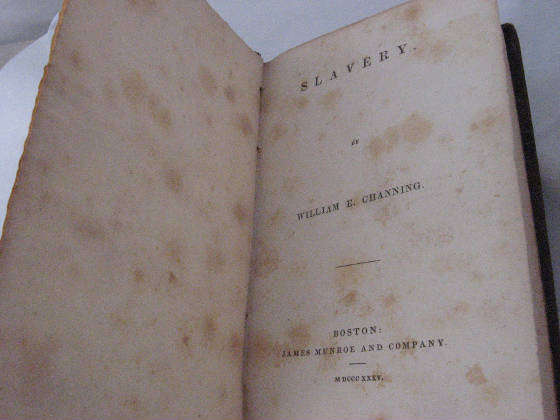 SLAVERY.
BY
WILLIAM E. CHANNING.
BOSTON:
JAMES MUNROE AND COMPANY.
MDCCCXXXV.